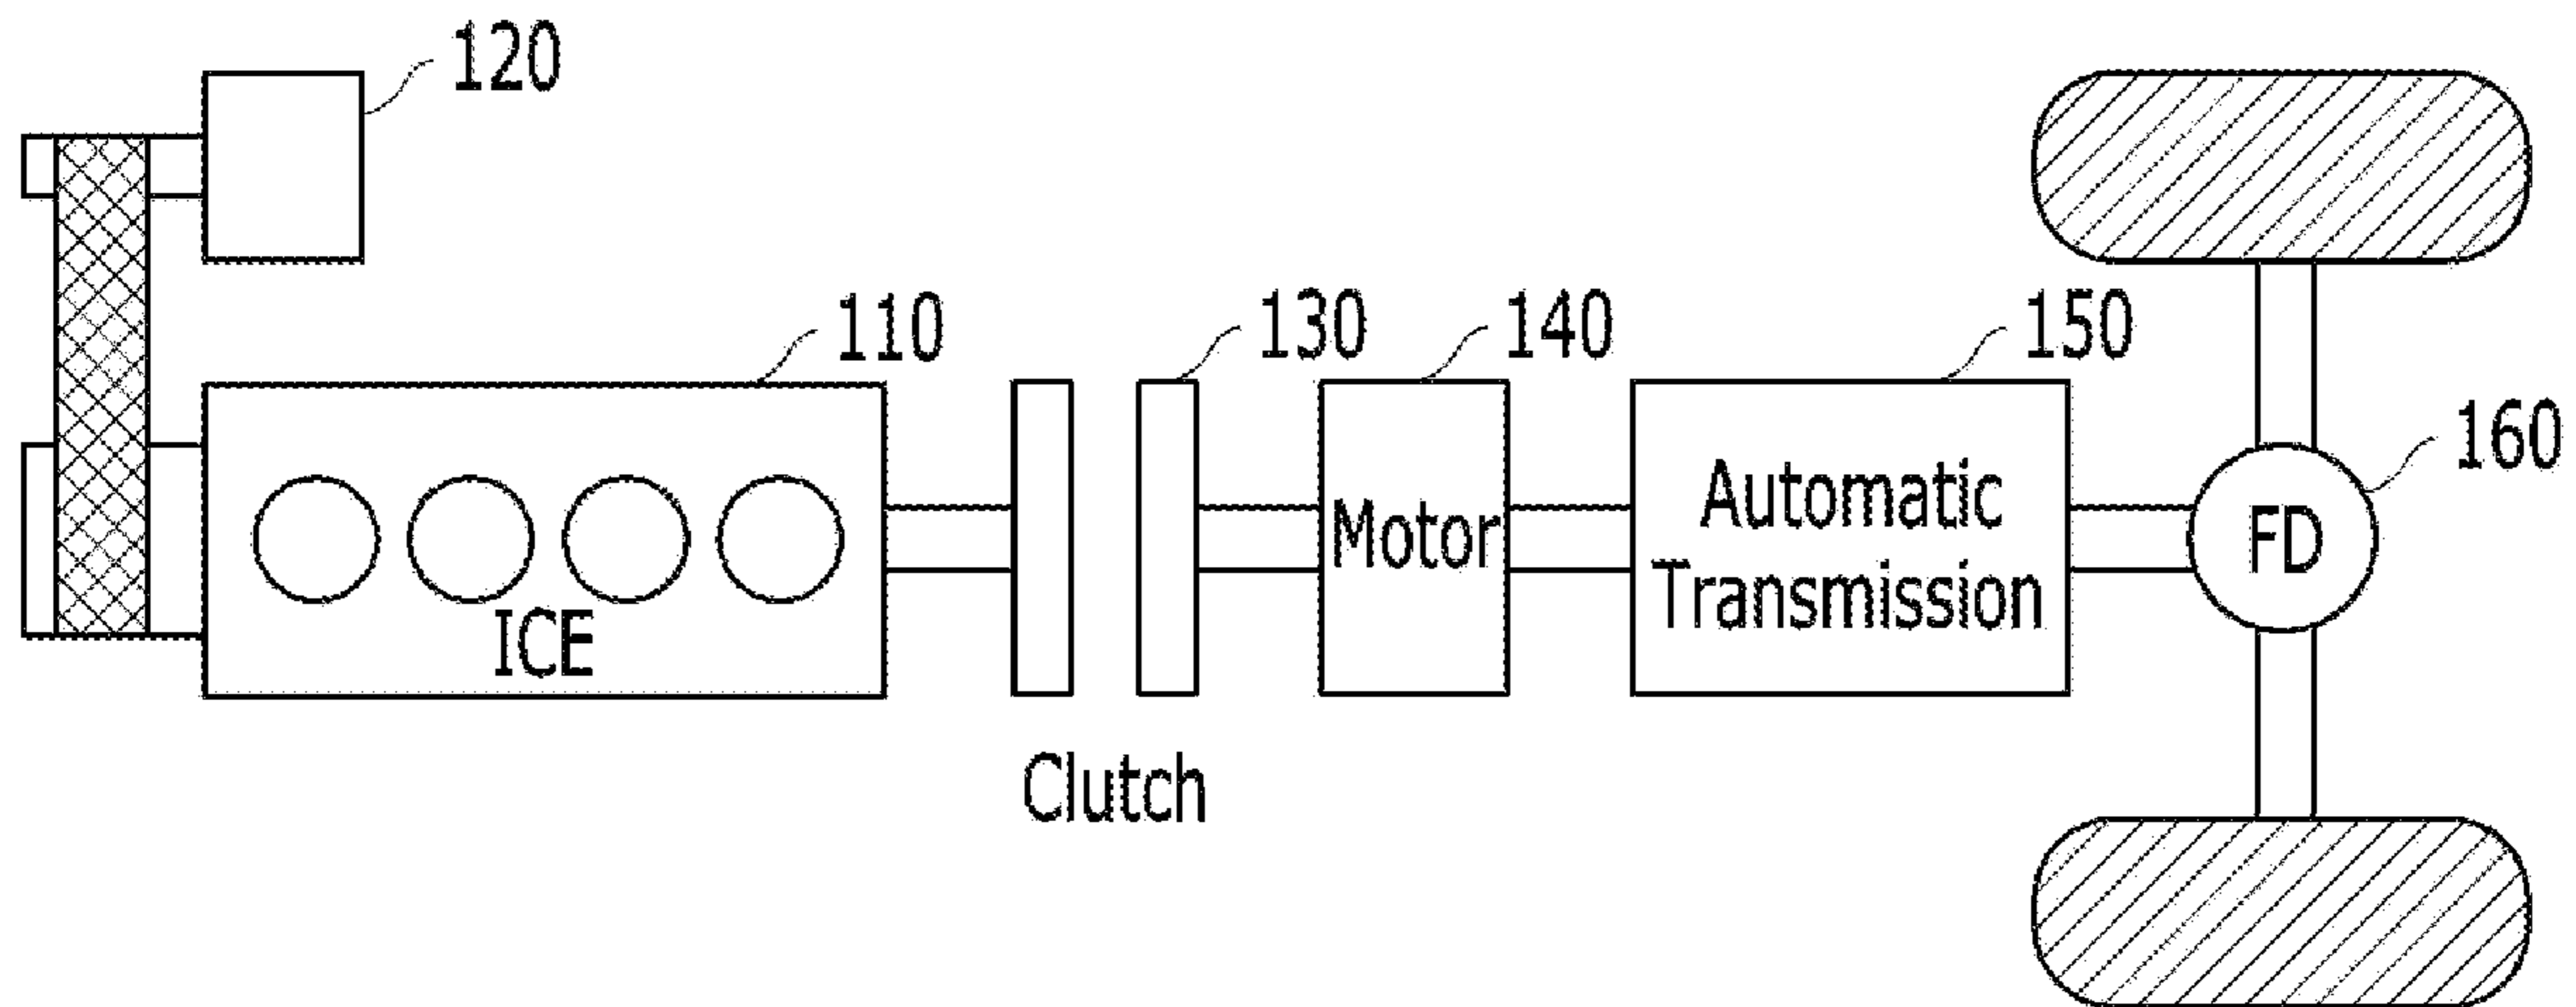 120
110
130
140
150
160
ICE
Motor
Automatic
Transmission
FD
Clutch